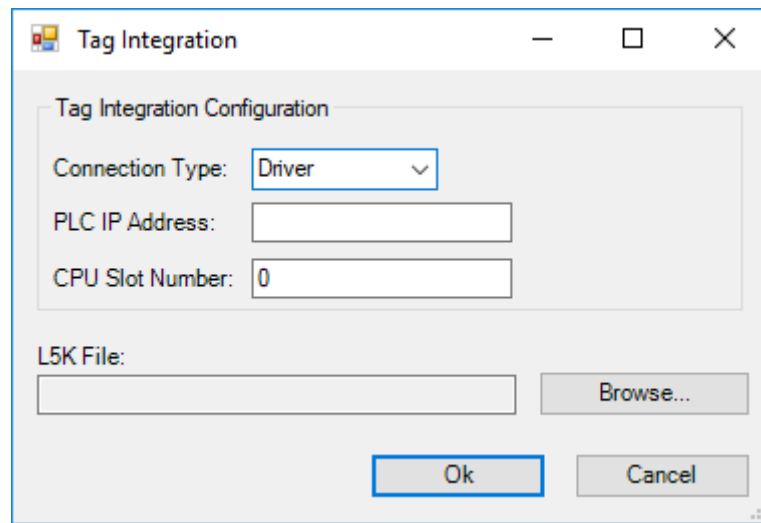 Tag Integration
Tag Integration Configuration
Connection Type: Driver
PLC IP Address:
CPU Slot Number: 0
L5K File:
Browse...
Ok Cancel